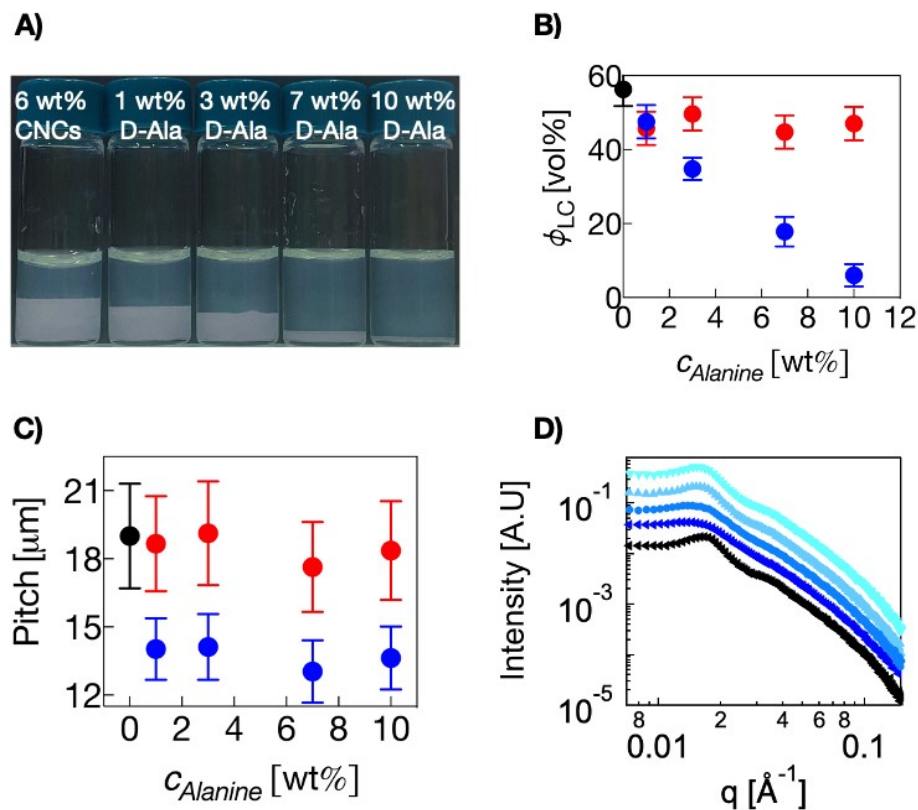 A)
6 wt%
CNCs
1 wt%
D-Ala
3 wt%
D-Ala
7 wt%
D-Ala
10 wt%
D-Ala
B)
60
40
20
0
0 2 4 6 8 10 12
ϕLC [vol%]
cAlanine [wt%]
C)
21
18
15
12
0 2 4 6 8 10
Pitch [μm]
cAlanine [wt%]
D)
10-1
10-3
10-5
8 2 4 6 8
0.01 0.1
Intensity [A.U]
q [Å-1]